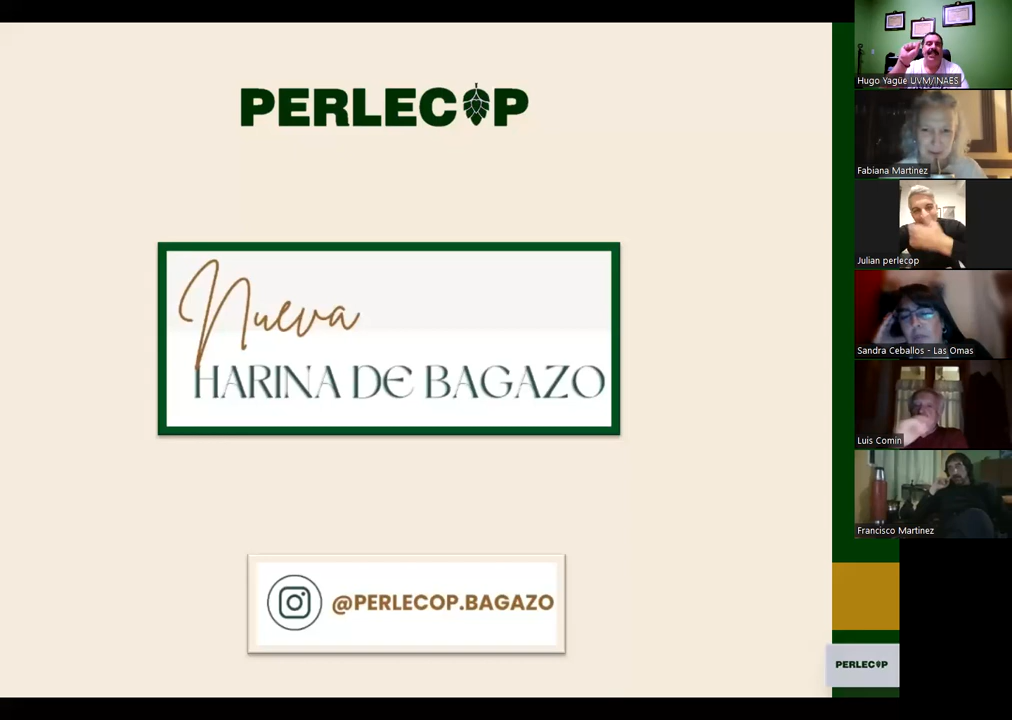 PERLECOP
Nueva
HARINA DE BAGAZO
@PERLECOP.BAGAZO
PERLECOP
Hugo Yagüe UVM/INAES
Fabiana Martinez
Julian perlecop
Sandra Ceballos - Las Omas
Luis Comin
Francisco Martinez